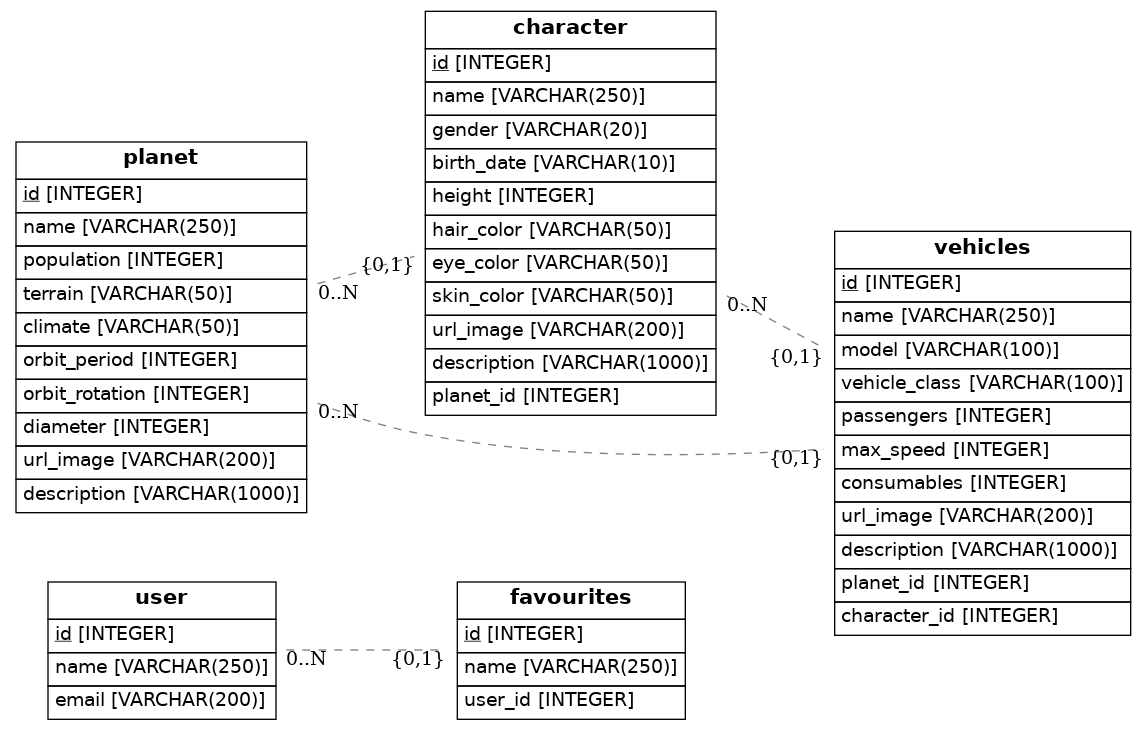 character
id [INTEGER]
name [VARCHAR(250)]
gender [VARCHAR(20)]
birth_date [VARCHAR(10)]
height [INTEGER]
hair_color [VARCHAR(50)]
eye_color [VARCHAR(50)]
skin_color [VARCHAR(50)]
url_image [VARCHAR(200)]
description [VARCHAR(1000)]
planet_id [INTEGER]
planet
id [INTEGER]
name [VARCHAR(250)]
population [INTEGER]
terrain [VARCHAR(50)]
climate [VARCHAR(50)]
orbit_period [INTEGER]
orbit_rotation [INTEGER]
diameter [INTEGER]
url_image [VARCHAR(200)]
description [VARCHAR(1000)]
{0,1}
0..N
0..N
{0,1}
0..N
{0,1}
vehicles
id [INTEGER]
name [VARCHAR(250)]
model [VARCHAR(100)]
vehicle_class [VARCHAR(100)]
passengers [INTEGER]
max_speed [INTEGER]
consumables [INTEGER]
url_image [VARCHAR(200)]
description [VARCHAR(1000)]
planet_id [INTEGER]
character_id [INTEGER]
user
id [INTEGER]
name [VARCHAR(250)]
email [VARCHAR(200)]
0..N
{0,1}
favourites
id [INTEGER]
name [VARCHAR(250)]
user_id [INTEGER]